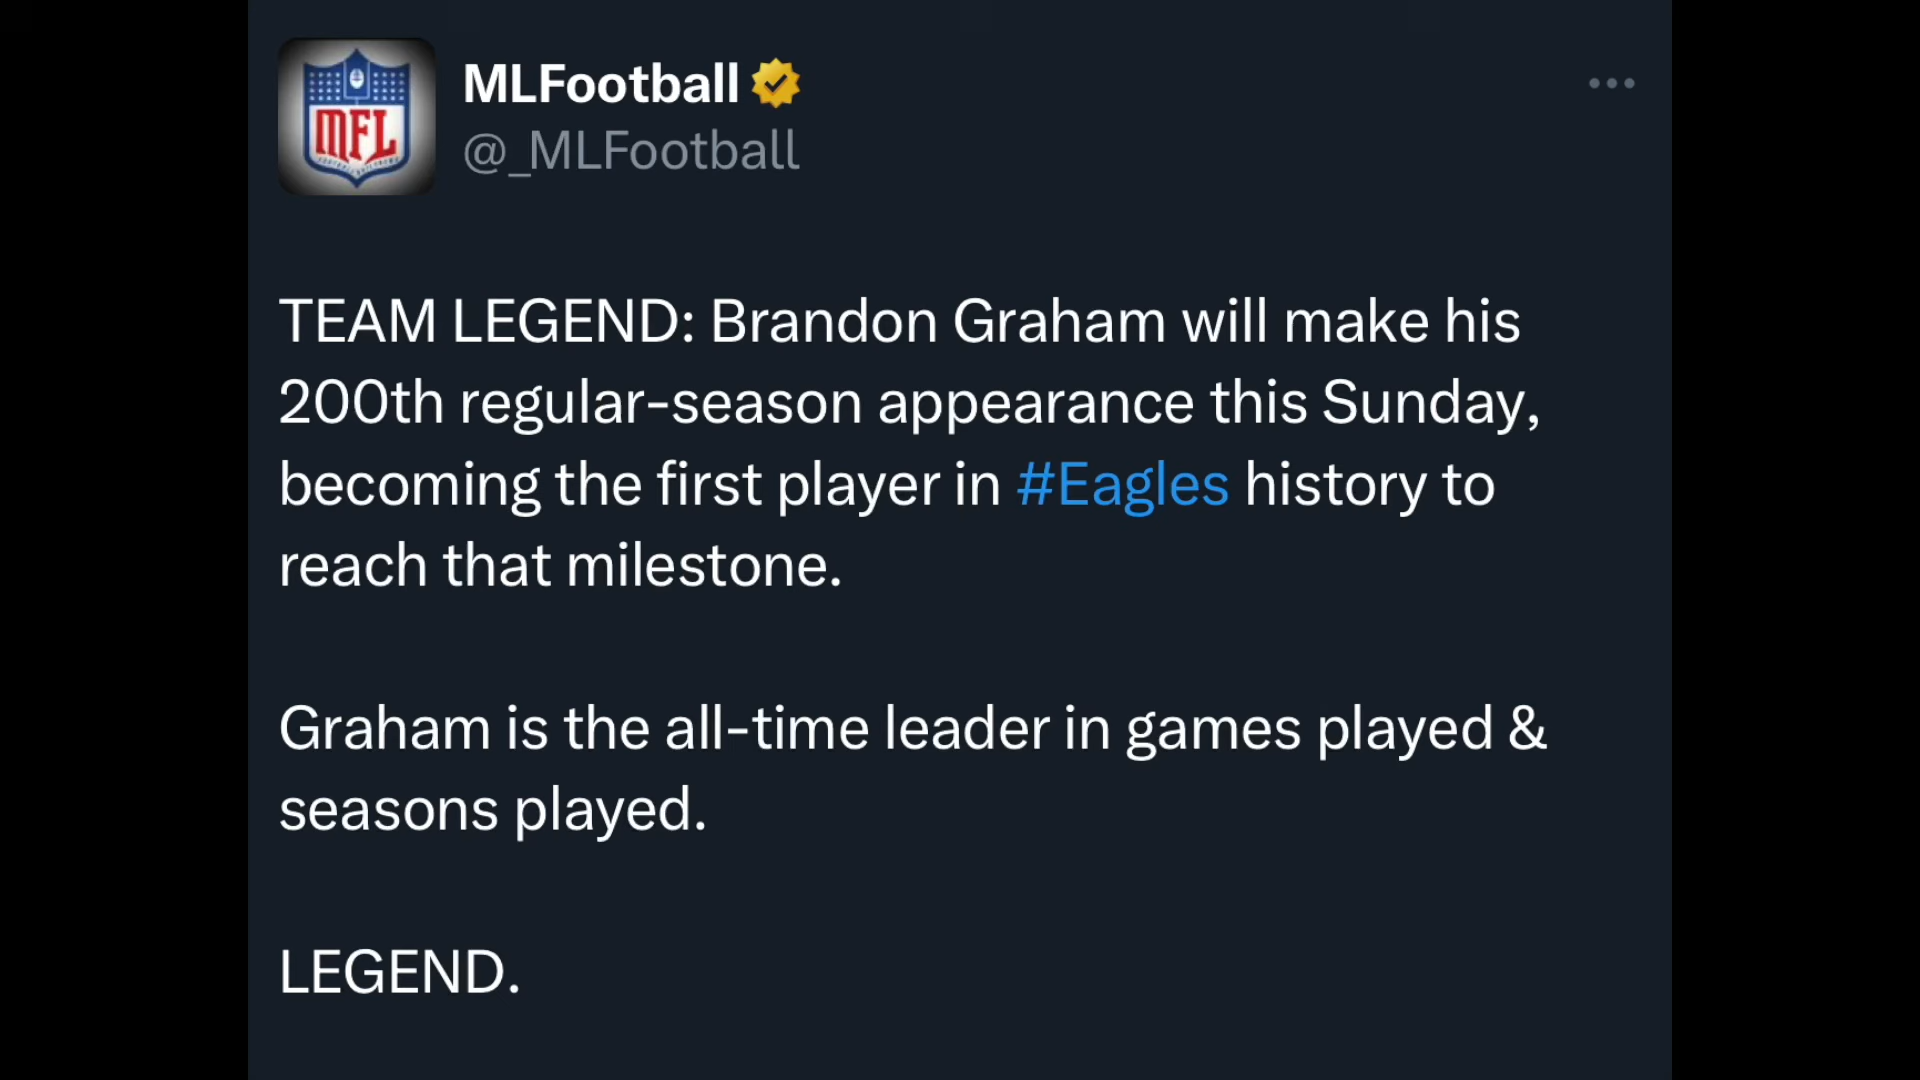 MFL
MLFootball
@_MLFootball
TEAM LEGEND: Brandon Graham will make his
200th regular-season appearance this Sunday,
becoming the first player in #Eagles history to
reach that milestone.
Graham is the all-time leader in games played &
seasons played.
LEGEND.